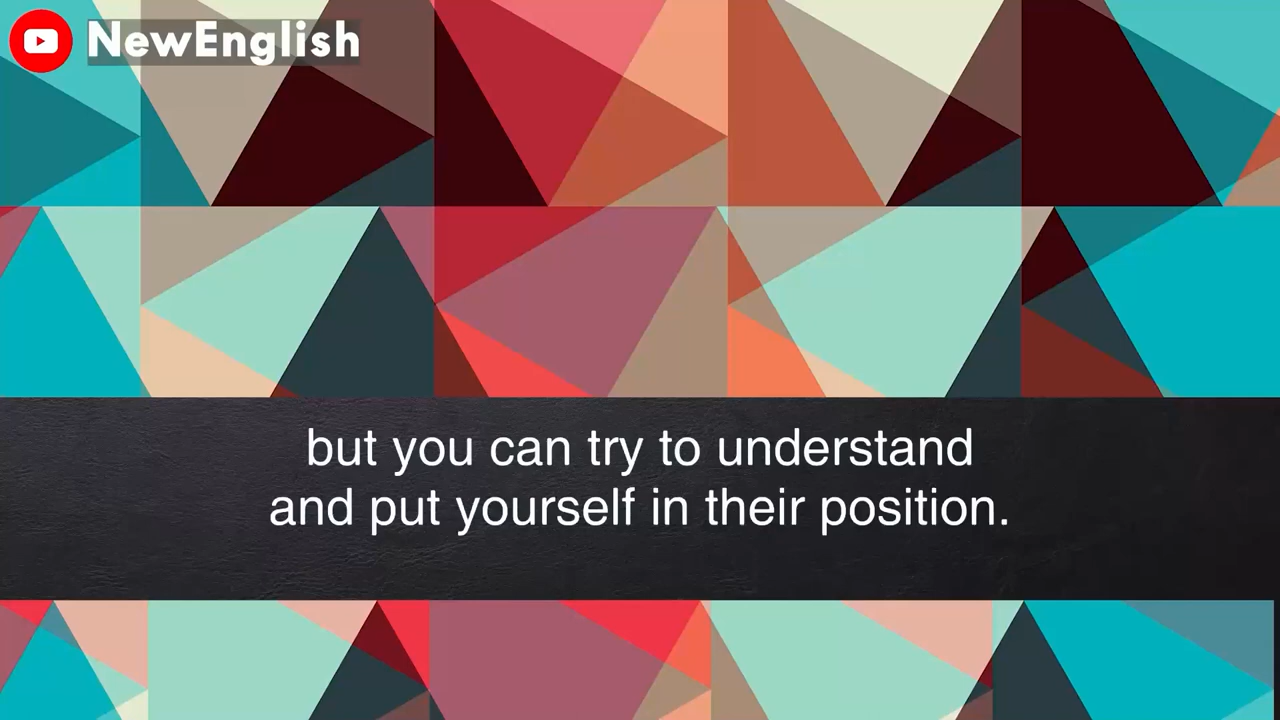 NewEnglish
but you can try to understand
and put yourself in their position.